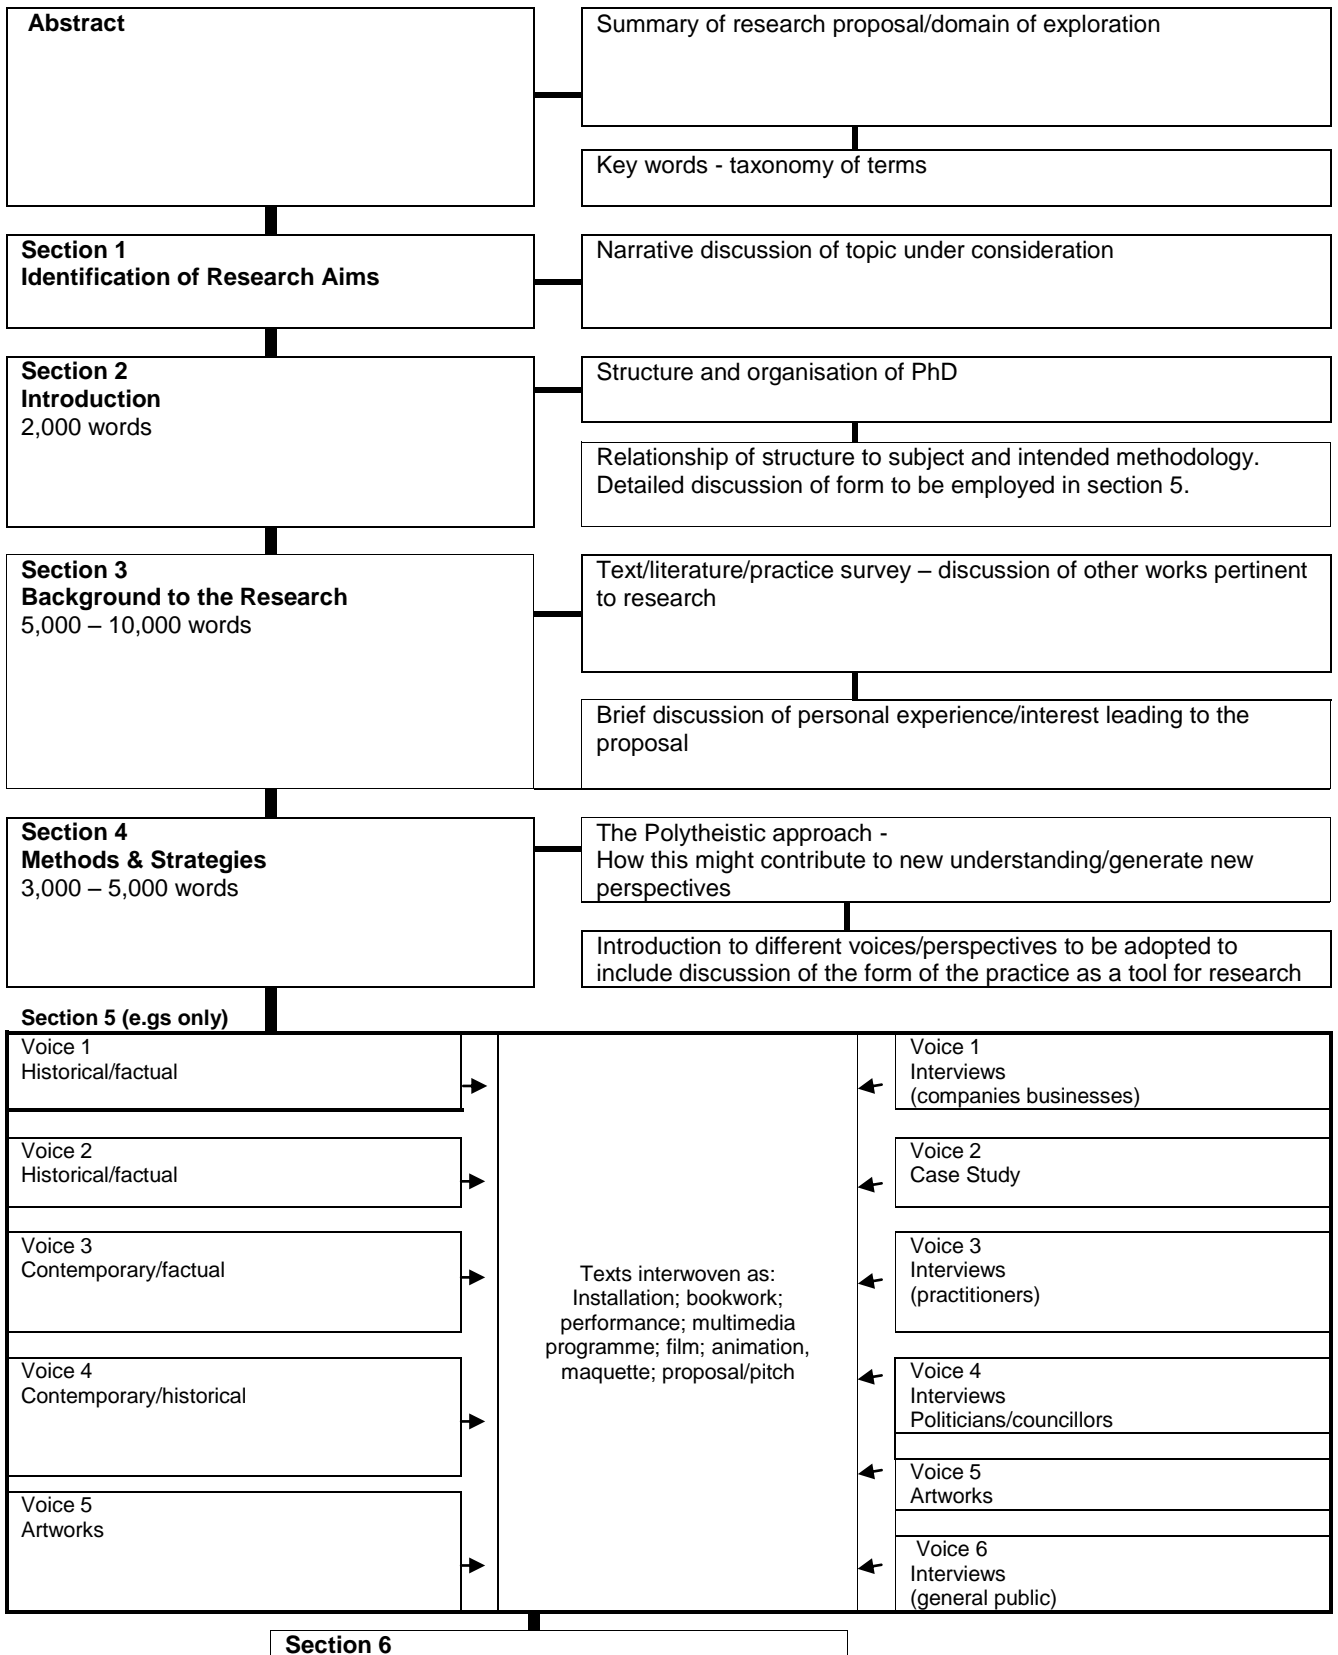 Abstract
Summary of research proposal/domain of exploration
Key words - taxonomy of terms
Section 1
Identification of Research Aims
Narrative discussion of topic under consideration
Section 2
Introduction
2,000 words
Structure and organisation of PhD
Relationship of structure to subject and intended methodology.
Detailed discussion of form to be employed in section 5.
Section 3
Background to the Research
5,000 – 10,000 words
Text/literature/practice survey – discussion of other works pertinent
to research
Brief discussion of personal experience/interest leading to the
proposal
Section 4
Methods & Strategies
3,000 – 5,000 words
The Polytheistic approach -
How this might contribute to new understanding/generate new
perspectives
Introduction to different voices/perspectives to be adopted to
include discussion of the form of the practice as a tool for research
Section 5 (e.gs only)
Voice 1
Historical/factual
Voice 2
Historical/factual
Voice 3
Contemporary/factual
Voice 4
Contemporary/historical
Voice 5
Artworks
Texts interwoven as:
Installation; bookwork;
performance; multimedia
programme; film; animation,
maquette; proposal/pitch
Voice 1
Interviews
(companies businesses)
Voice 2
Case Study
Voice 3
Interviews
(practitioners)
Voice 4
Interviews
Politicians/councillors
Voice 5
Artworks
Voice 6
Interviews
(general public)
Section 6